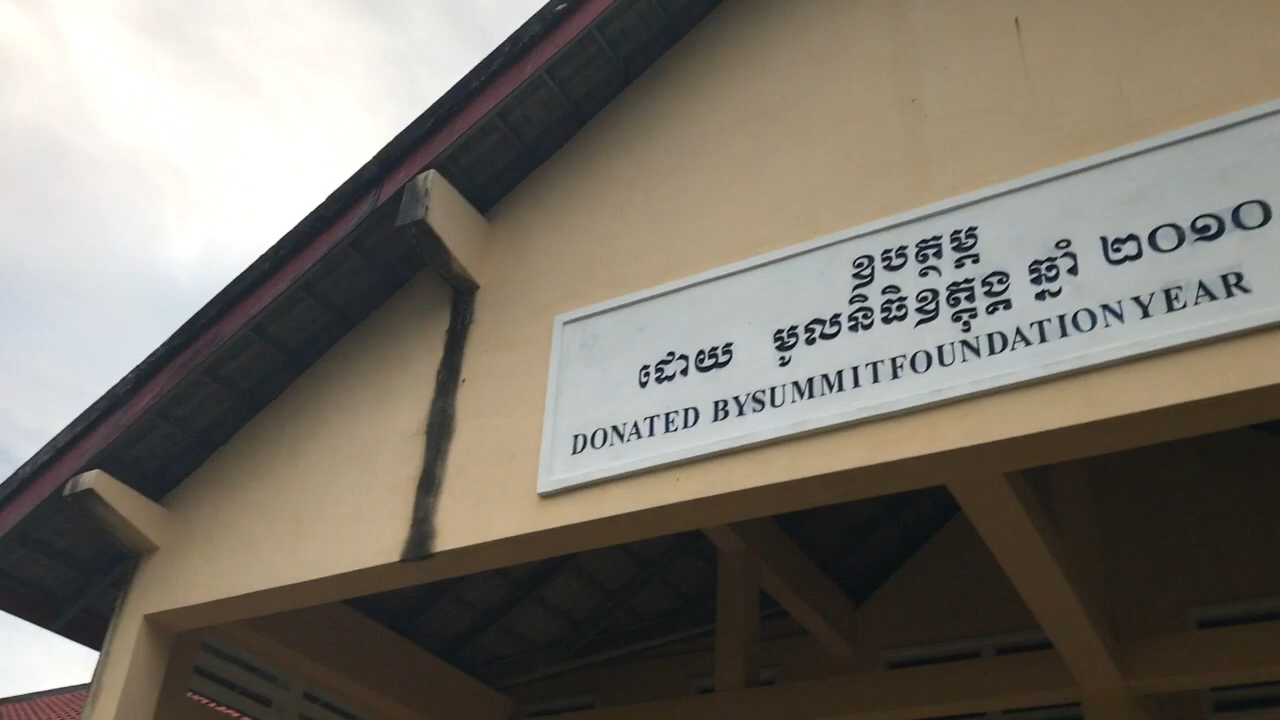 ឧបត្ថម្ភ
ដោយ មូលនិធិឧត្តុង្គ ឆ្នាំ ២០១០
DONATED BYSUMMITFOUNDATIONYEAR